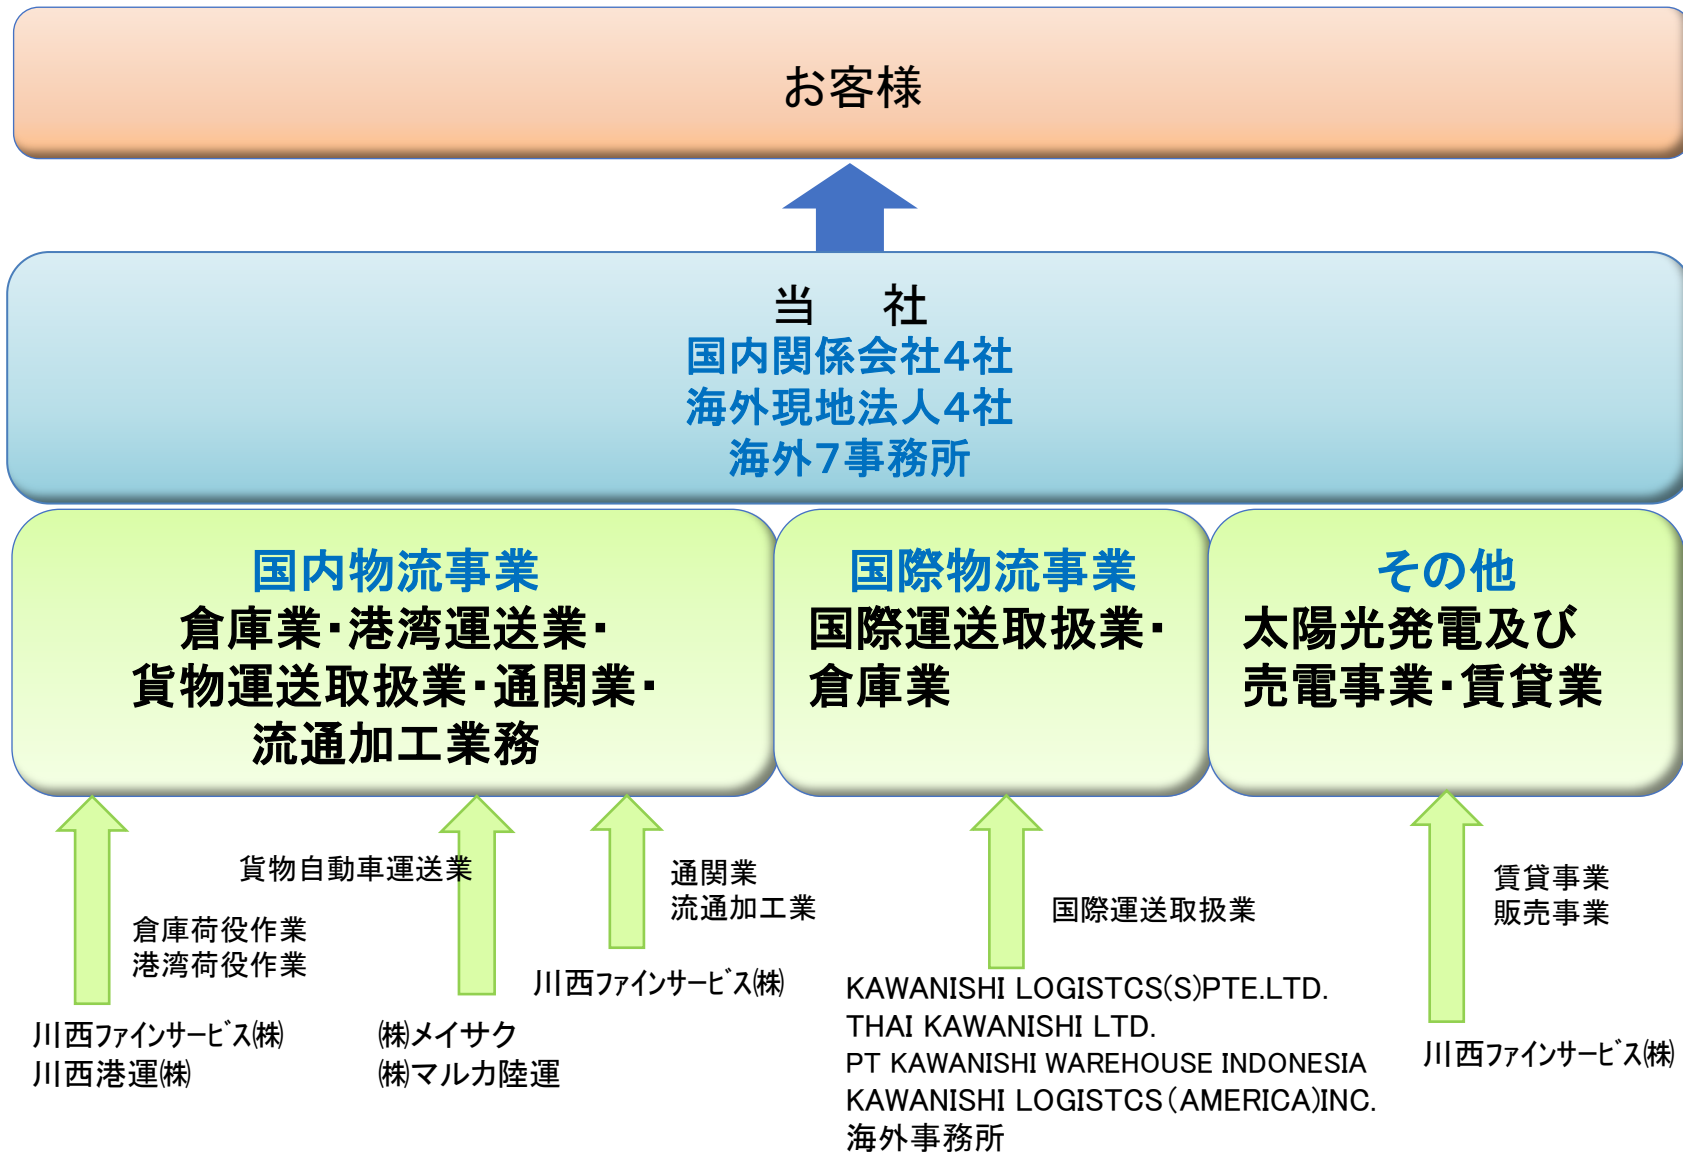 お客様
当　社
国内関係会社4社
海外現地法人4社
海外7事務所
国内物流事業
倉庫業・港湾運送業・
貨物運送取扱業・通関業・
流通加工業務
国際物流事業
国際運送取扱業・
倉庫業
その他
太陽光発電及び
売電事業・賃貸業
倉庫荷役作業
港湾荷役作業
川西ファインサービス㈱
川西港運㈱
貨物自動車運送業
㈱メイサク
㈱マルカ陸運
通関業
流通加工業
川西ファインサービス㈱
国際運送取扱業
KAWANISHI LOGISTCS(S)PTE.LTD.
THAI KAWANISHI LTD.
PT KAWANISHI WAREHOUSE INDONESIA
KAWANISHI LOGISTCS(AMERICA)INC.
海外事務所
賃貸事業
販売事業
川西ファインサービス㈱